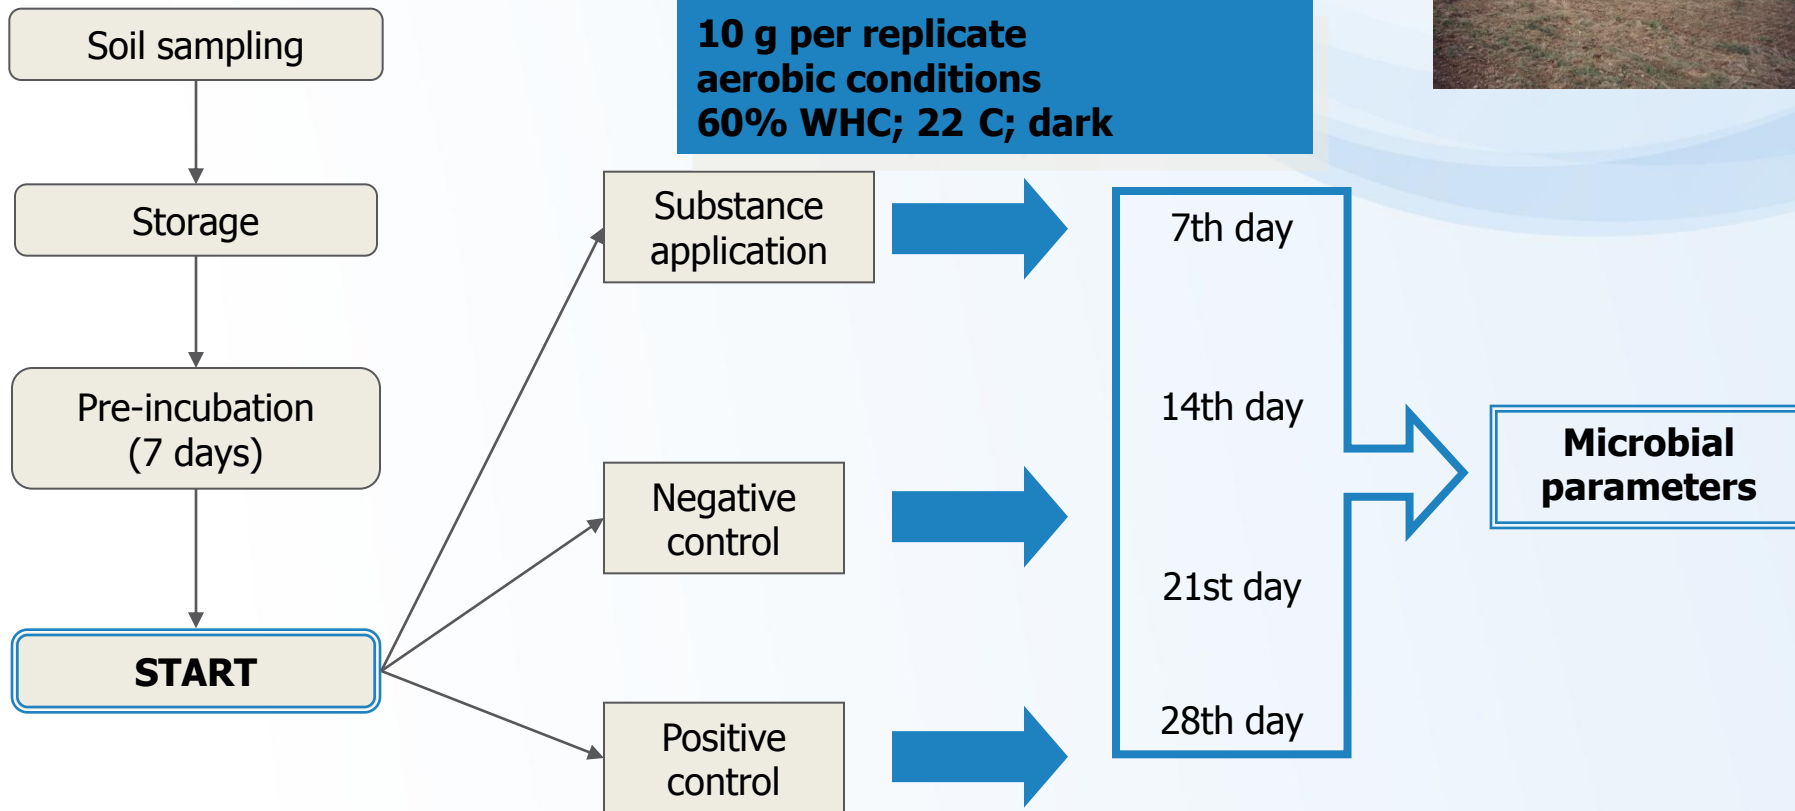 Soil sampling
10 g per replicate
aerobic conditions
60% WHC; 22 C; dark
Storage
Pre-incubation
(7 days)
START
Substance
application
Negative
control
Positive
control
7th day
14th day
21st day
28th day
Microbial
parameters